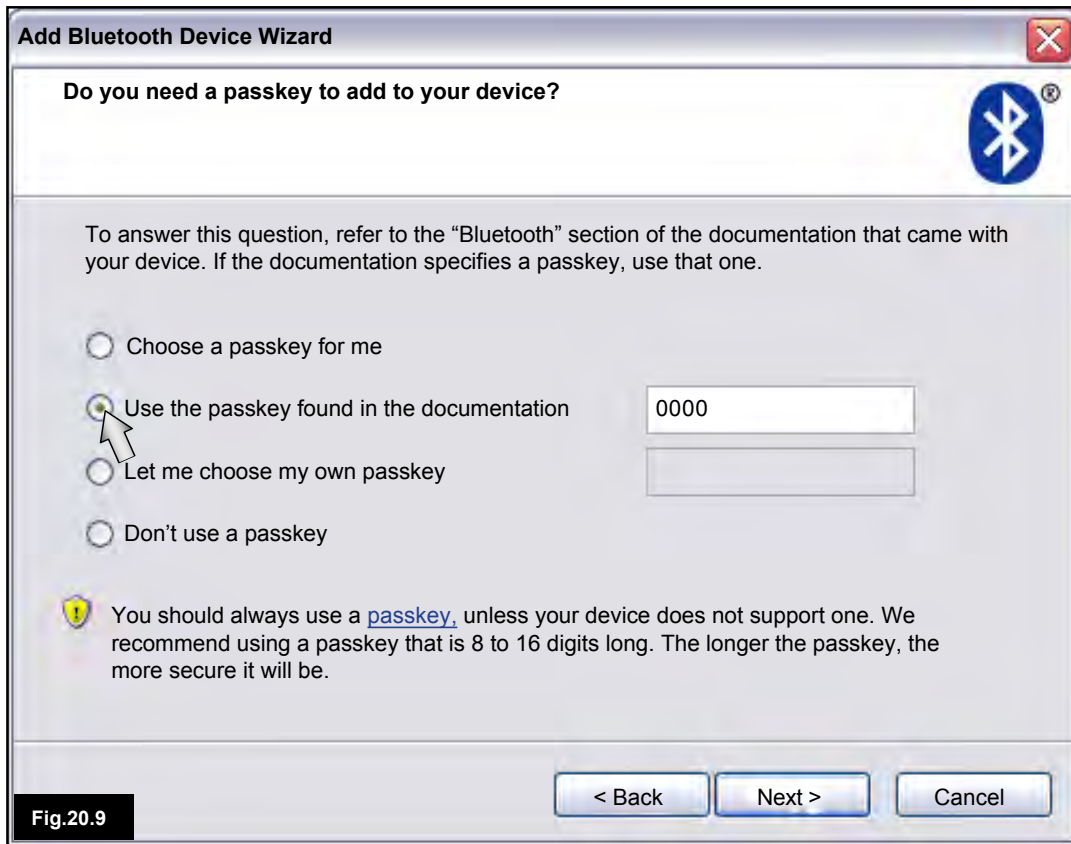 Add Bluetooth Device Wizard
Do you need a passkey to add to your device?
®
To answer this question, refer to the “Bluetooth” section of the documentation that came with
your device. If the documentation specifies a passkey, use that one.
Choose a passkey for me
Use the passkey found in the documentation 0000
Let me choose my own passkey
Don’t use a passkey
You should always use a passkey, unless your device does not support one. We
recommend using a passkey that is 8 to 16 digits long. The longer the passkey, the
more secure it will be.
< Back Next > Cancel
Fig.20.9